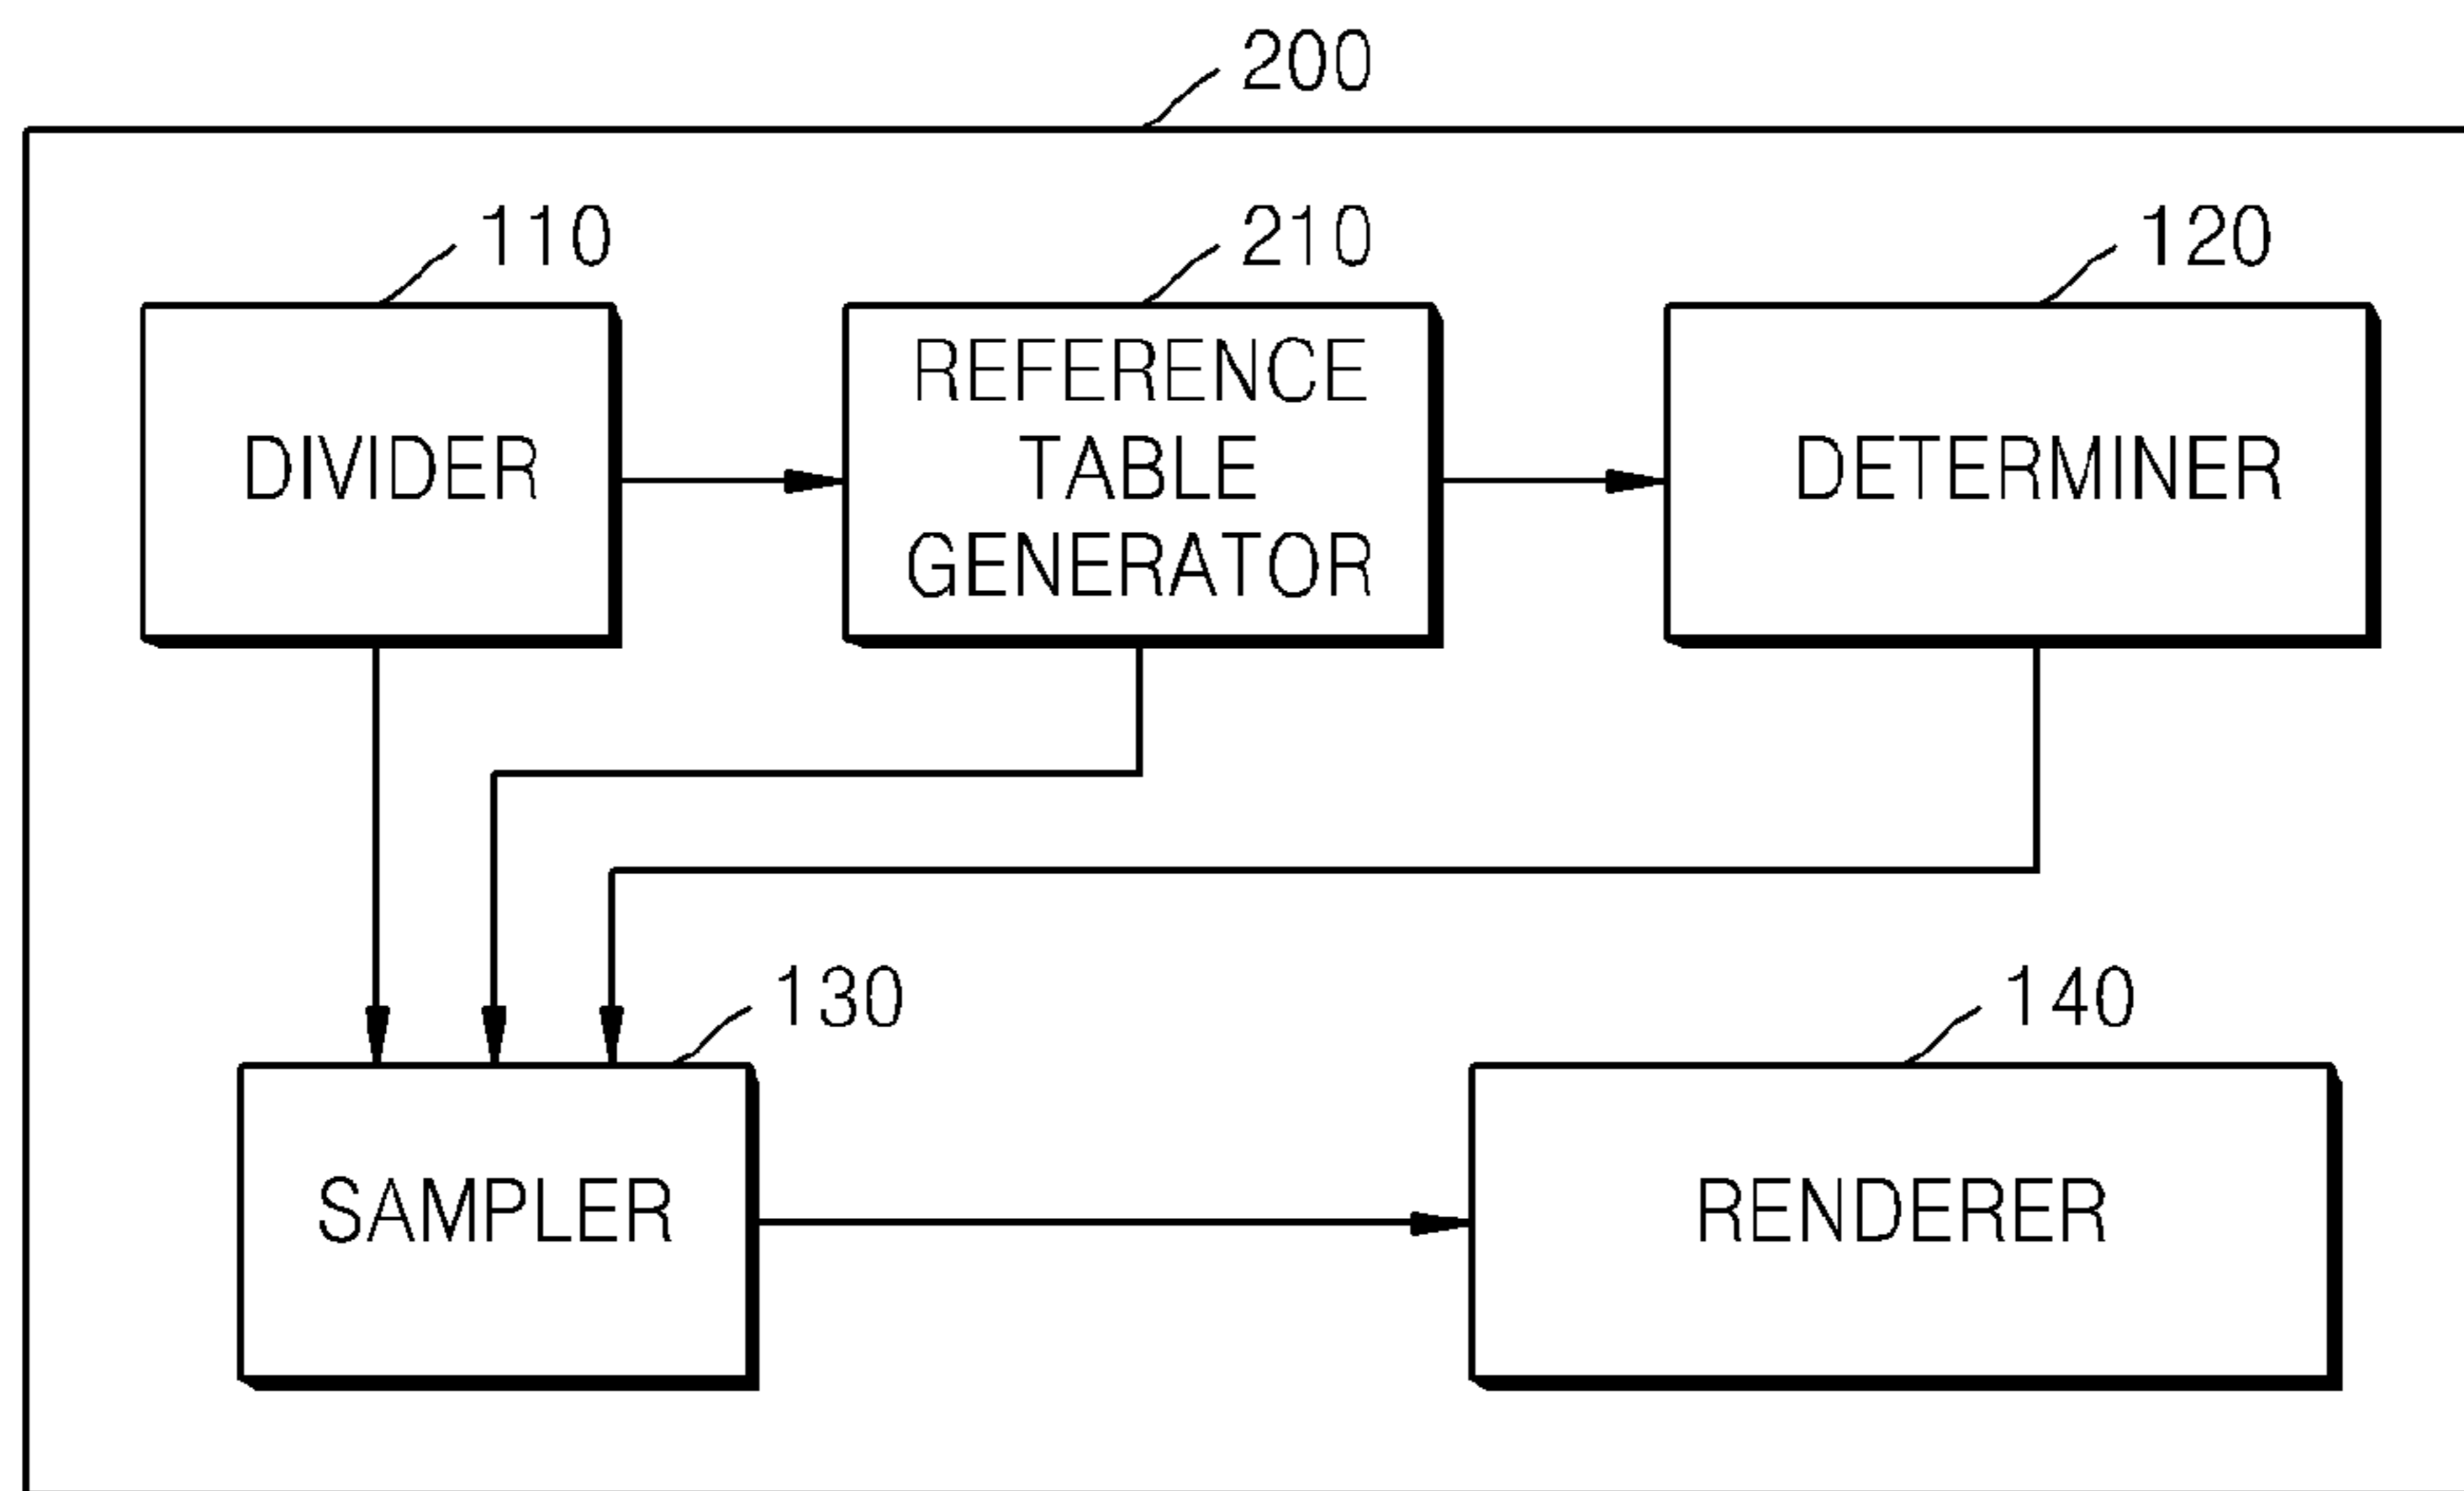 200
110
210
120
DIVIDER
REFERENCE
TABLE
GENERATOR
DETERMINER
130
140
SAMPLER
RENDERER